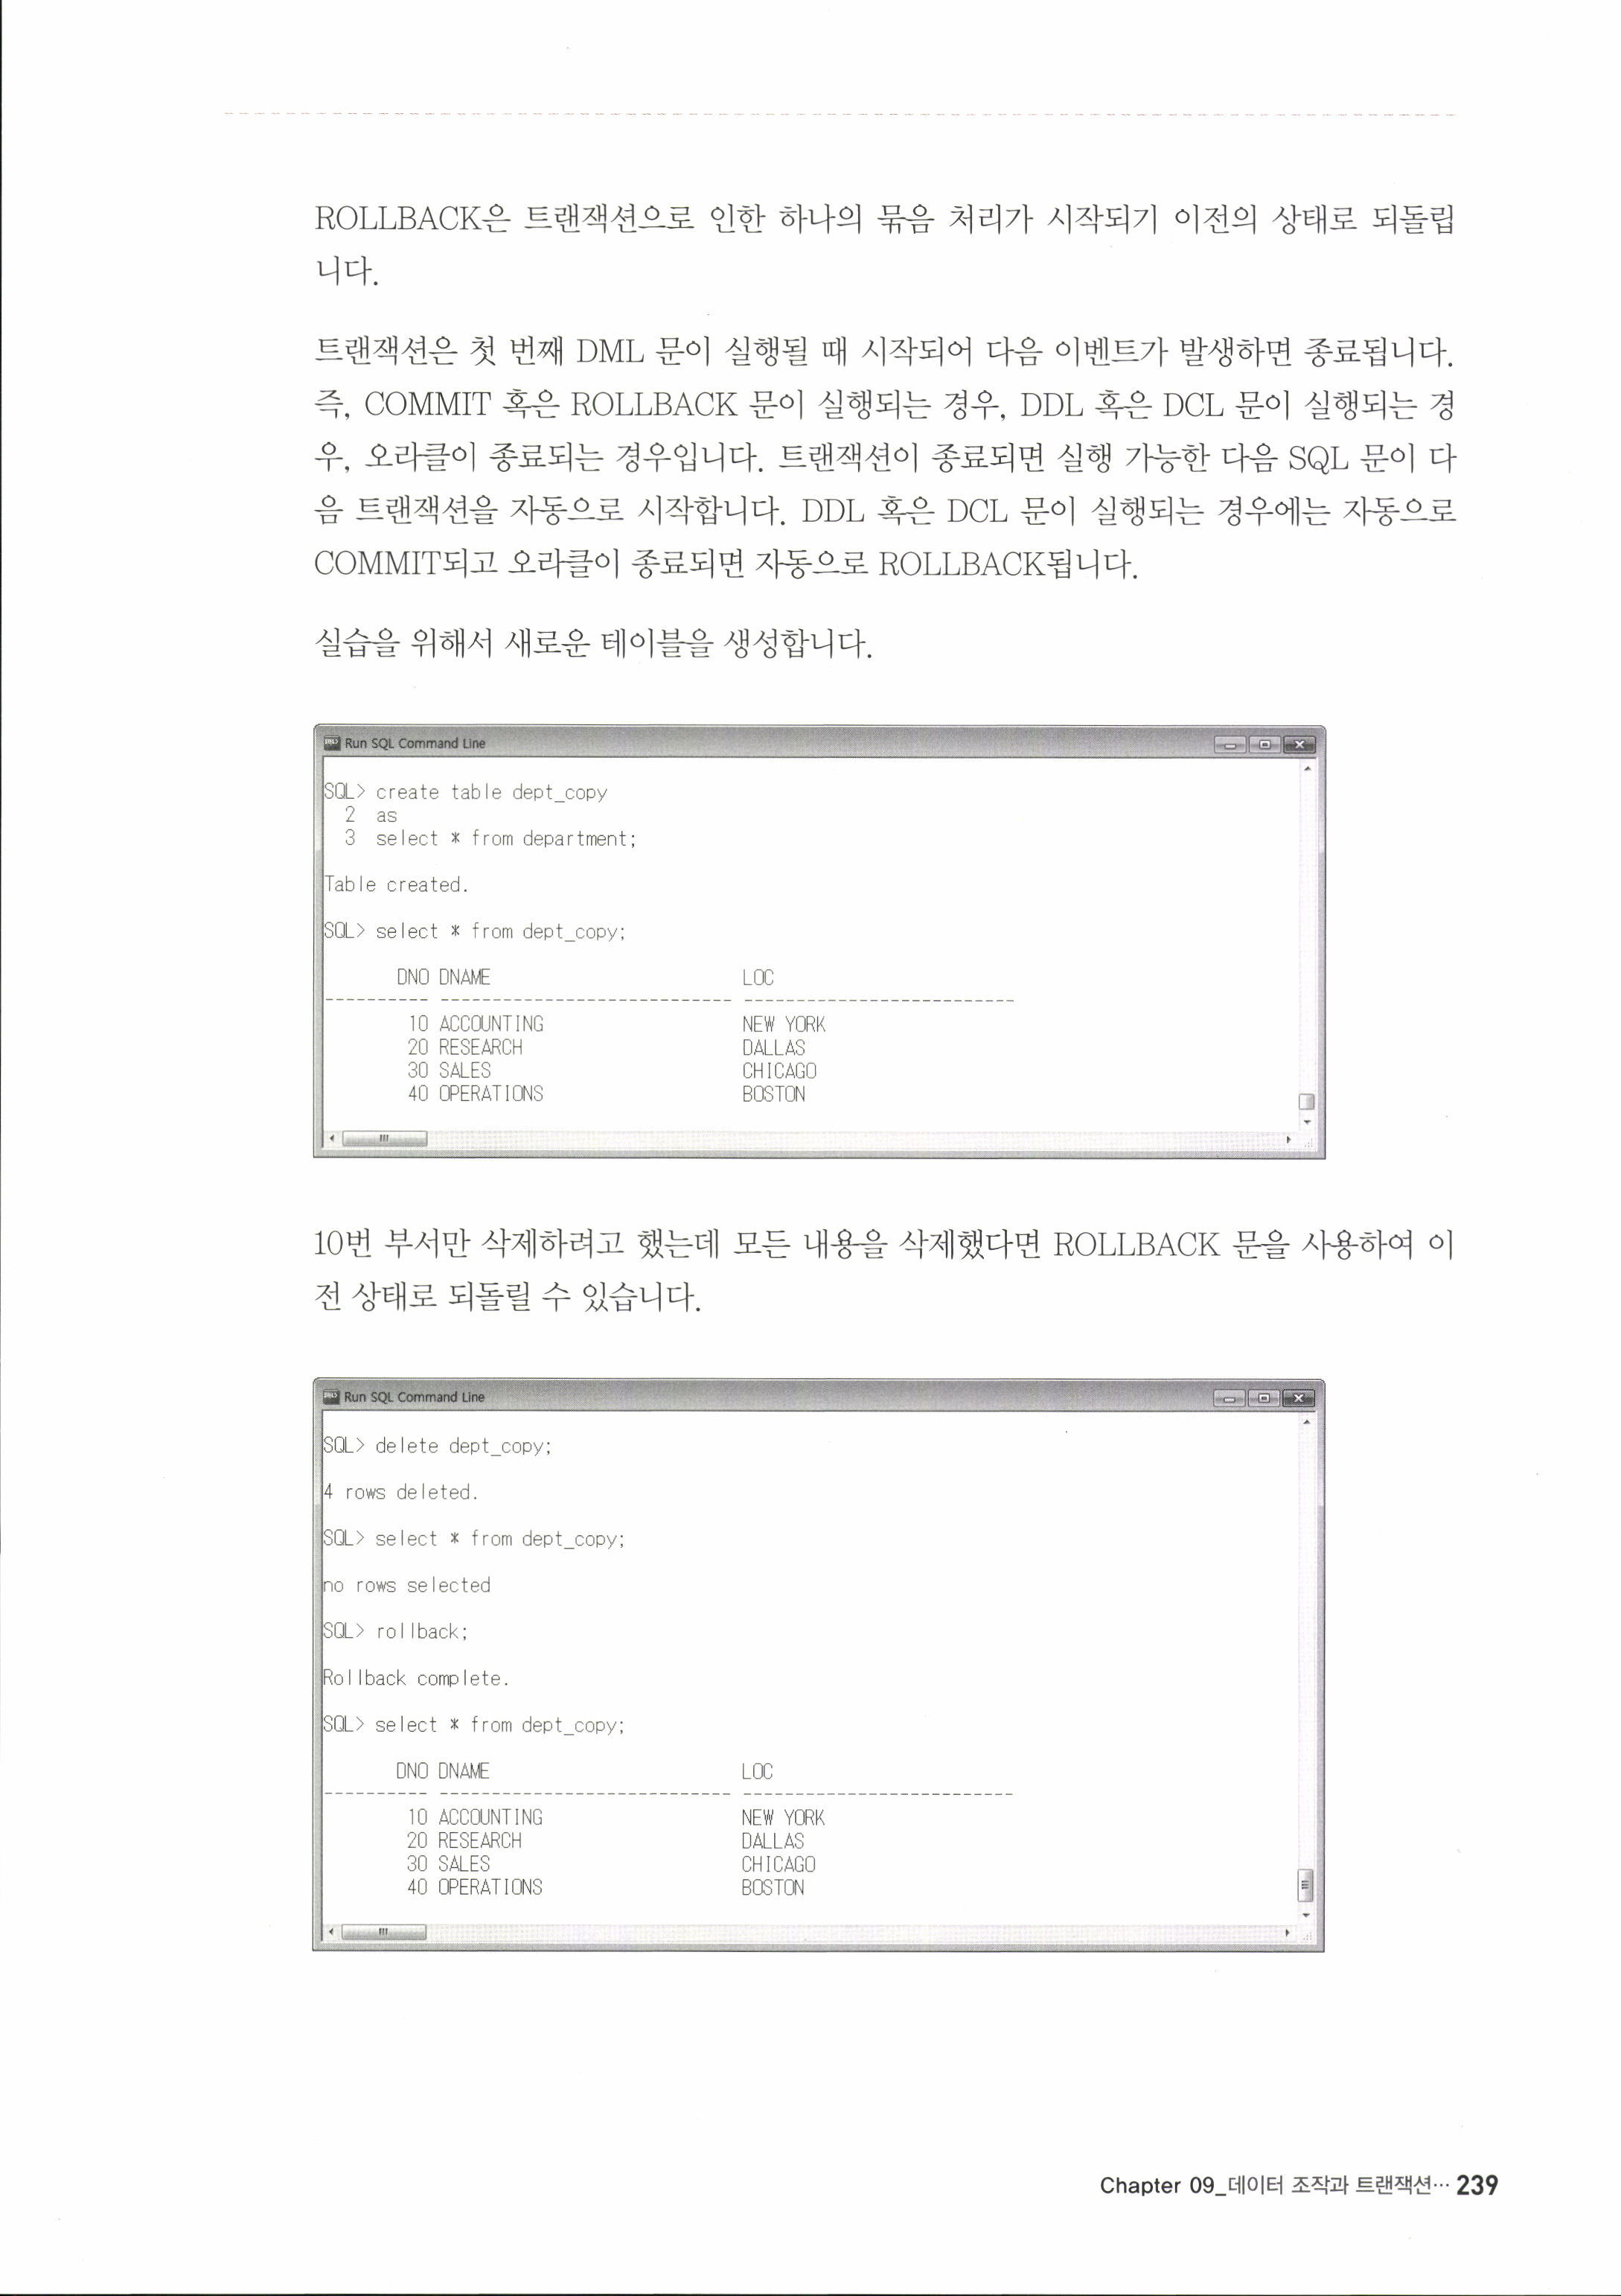 ROLLBACK은 트랜잭션으로 인한 하나의 묶음 처리가 시작되기 이전의 상태로 되돌립
니다.
트랜잭션은 첫 번째 DML 문이 실행될 때 시작되어 다음 이벤트가 발생하면 종료됩니다.
즉, COMMIT 혹은 ROLLBACK 문이 실행되는 경우, DDL 혹은 DCL 문이 실행되는 경
우, 오라클이 종료되는 경우입니다. 트랜잭션이 종료되면 실행 가능한 다음 SQL 문이 다
음 트랜잭션을 자동으로 시작합니다. DDL 혹은 DCL 문이 실행되는 경우에는 자동으로
COMMIT되고 오라클이 종료되면 자동으로 ROLLBACK됩니다.
실습을 위해서 새로운 테이블을 생성합니다.
Run SQL Command Line
SQL> create table dept_copy
2 as
3 select * from department;
Table created.
SQL> select * from dept_copy;
DNO DNAME LOC
---------- ---------------------------- --------------------------
10 ACCOUNTING NEW YORK
20 RESEARCH DALLAS
30 SALES CHICAGO
40 OPERATIONS BOSTON
10번 부서만 삭제하려고 했는데 모든 내용을 삭제했다면 ROLLBACK 문을 사용하여 이
전 상태로 되돌릴 수 있습니다.
Run SQL Command Line
SQL> delete dept_copy;
4 rows deleted.
SQL> select * from dept_copy;
no rows selected
SQL> rollback;
Rollback complete.
SQL> select * from dept_copy;
DNO DNAME LOC
---------- ---------------------------- --------------------------
10 ACCOUNTING NEW YORK
20 RESEARCH DALLAS
30 SALES CHICAGO
40 OPERATIONS BOSTON
Chapter 09_데이터 조작과 트랜잭션… 239